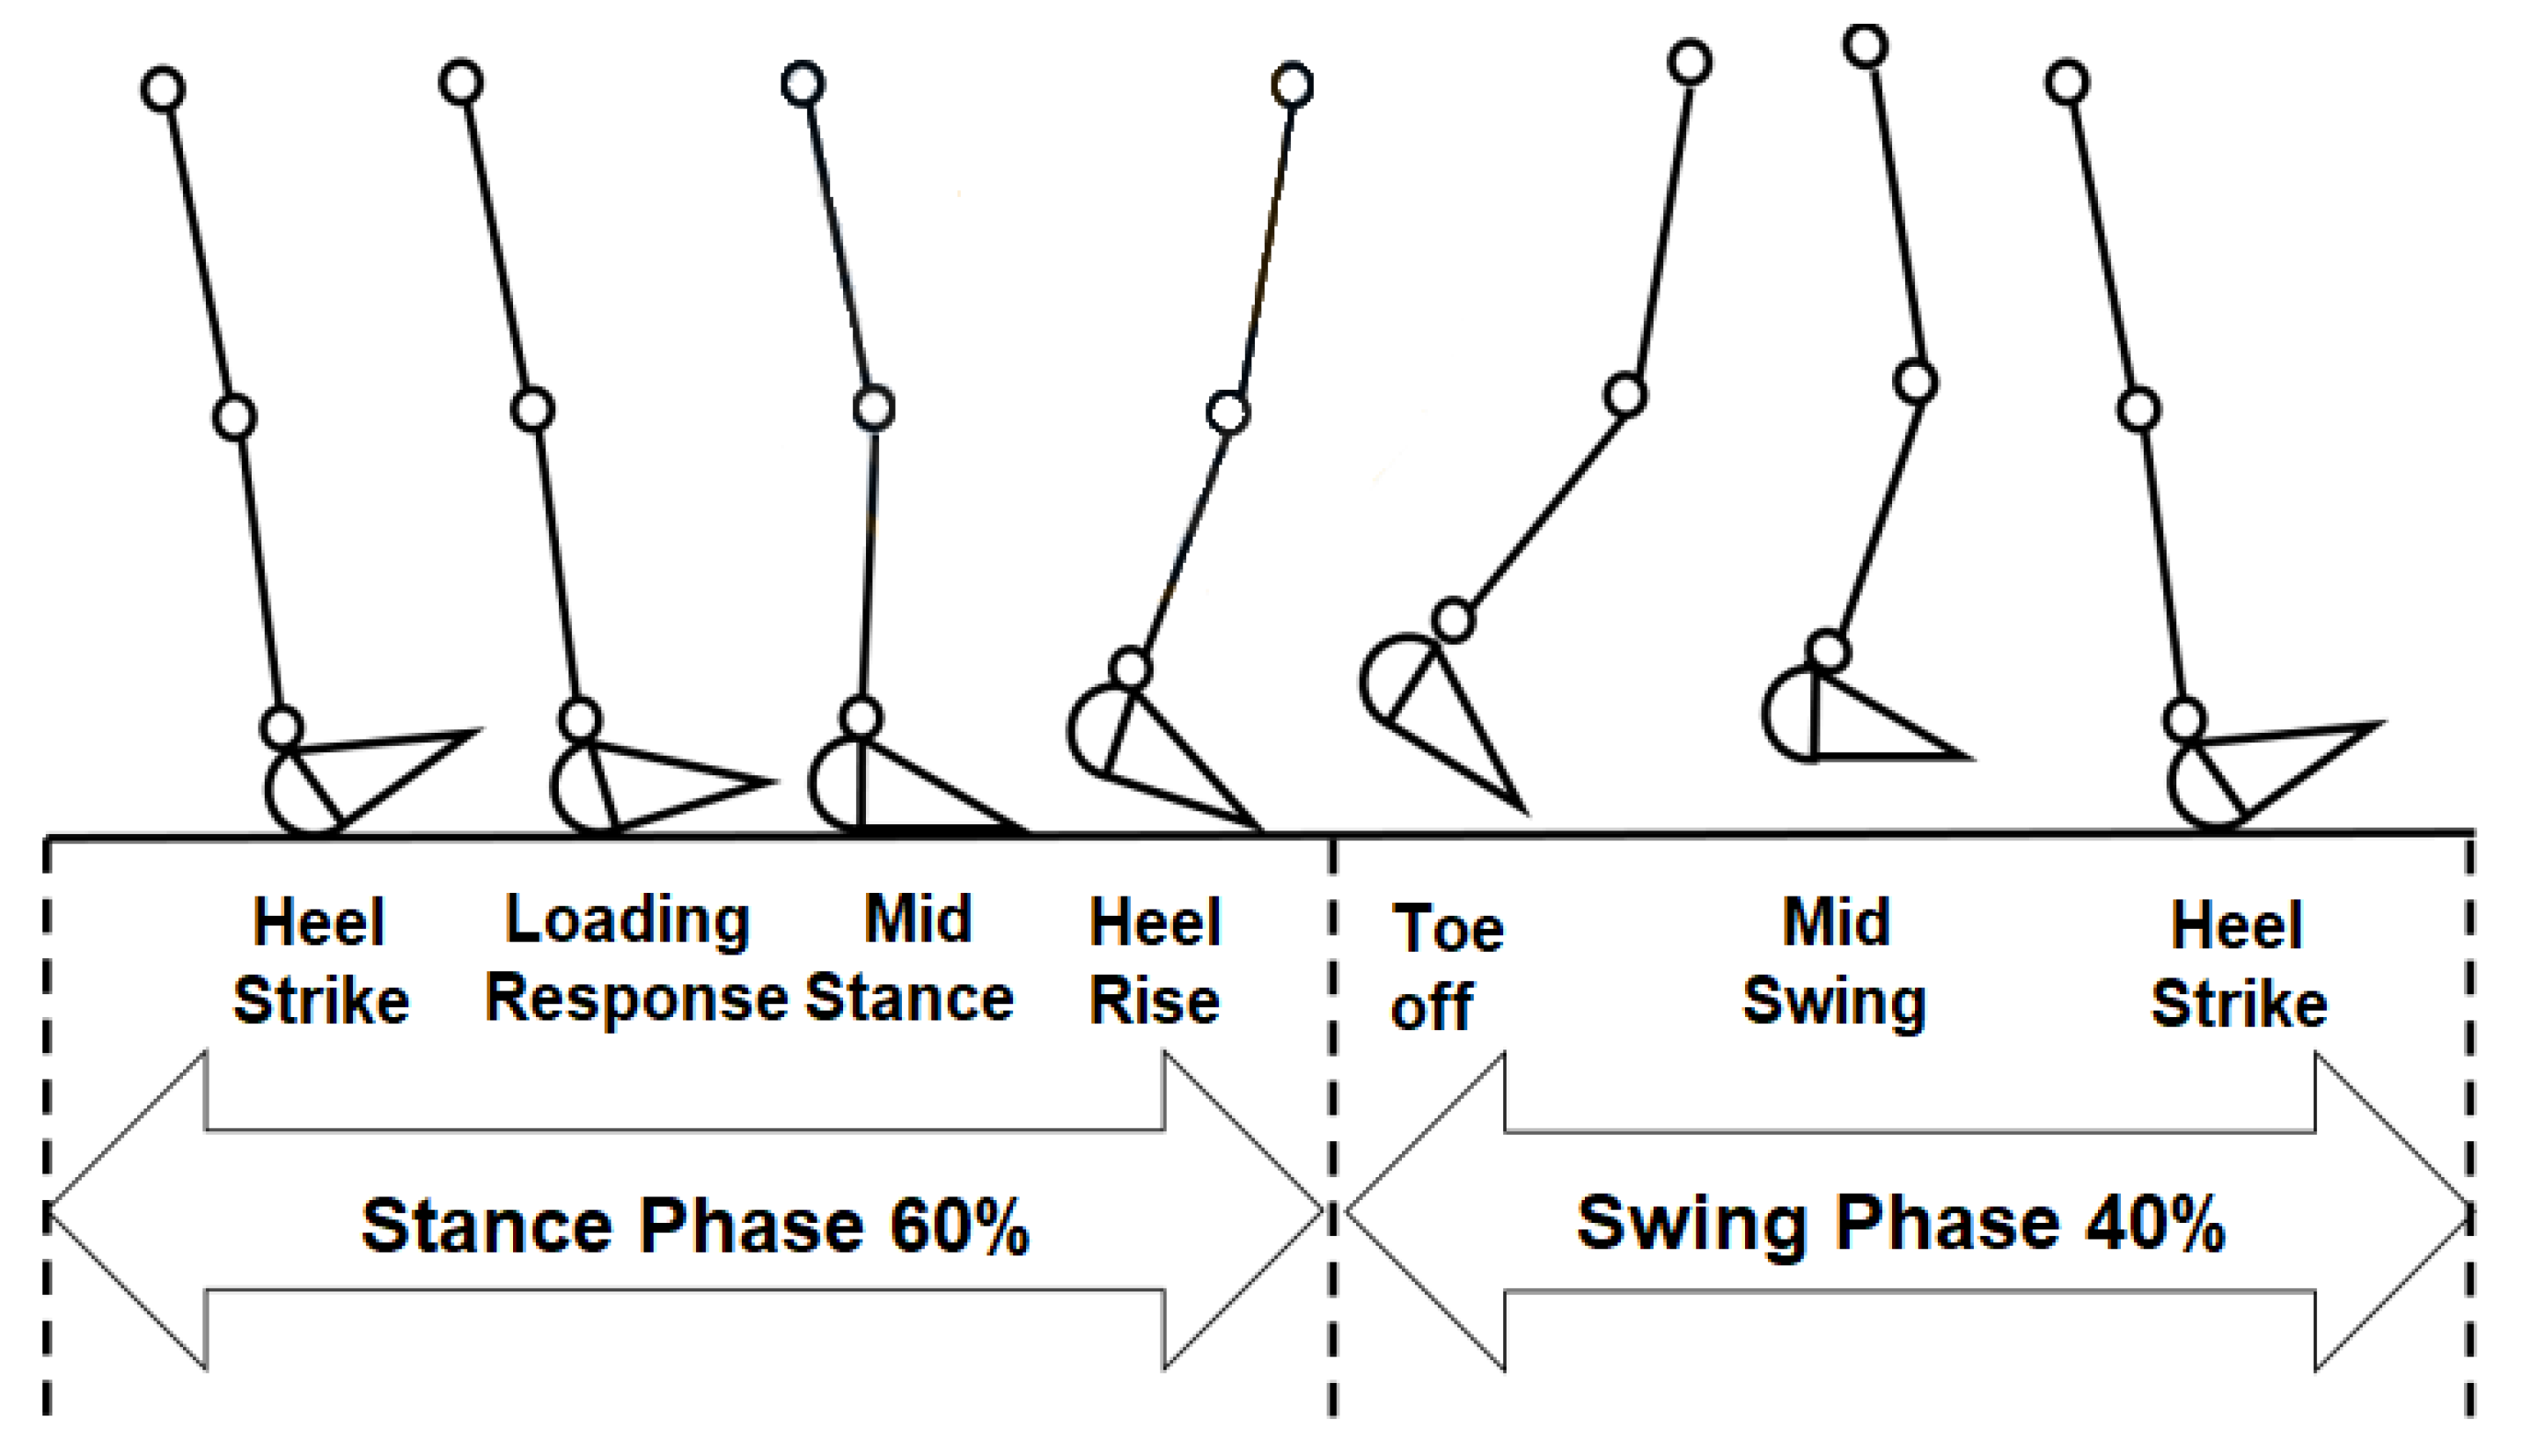 Heel
Strike
Loading
Response
Mid
Stance
Heel
Rise
Toe
off
Mid
Swing
Heel
Strike
Stance Phase 60%
Swing Phase 40%